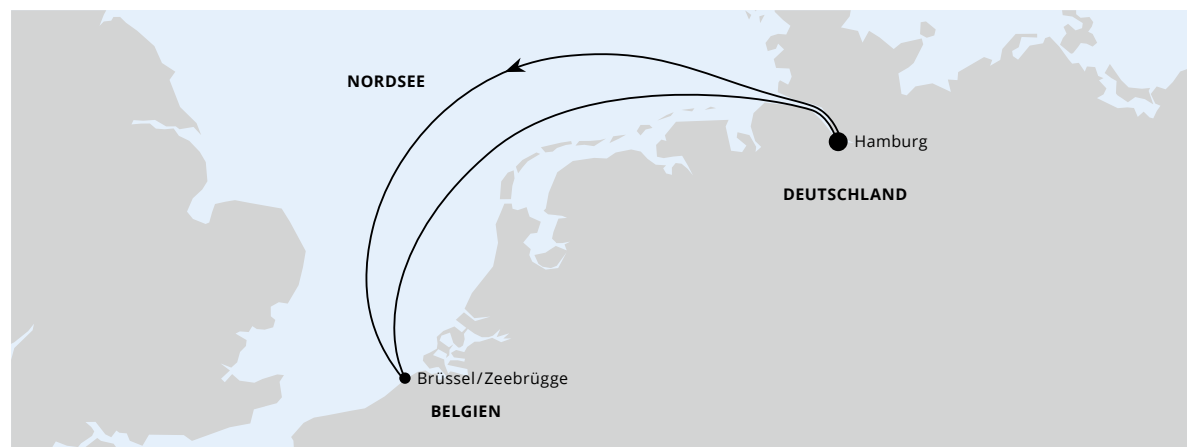 NORDSEE
Hamburg
DEUTSCHLAND
Brüssel/Zeebrügge
BELGIEN